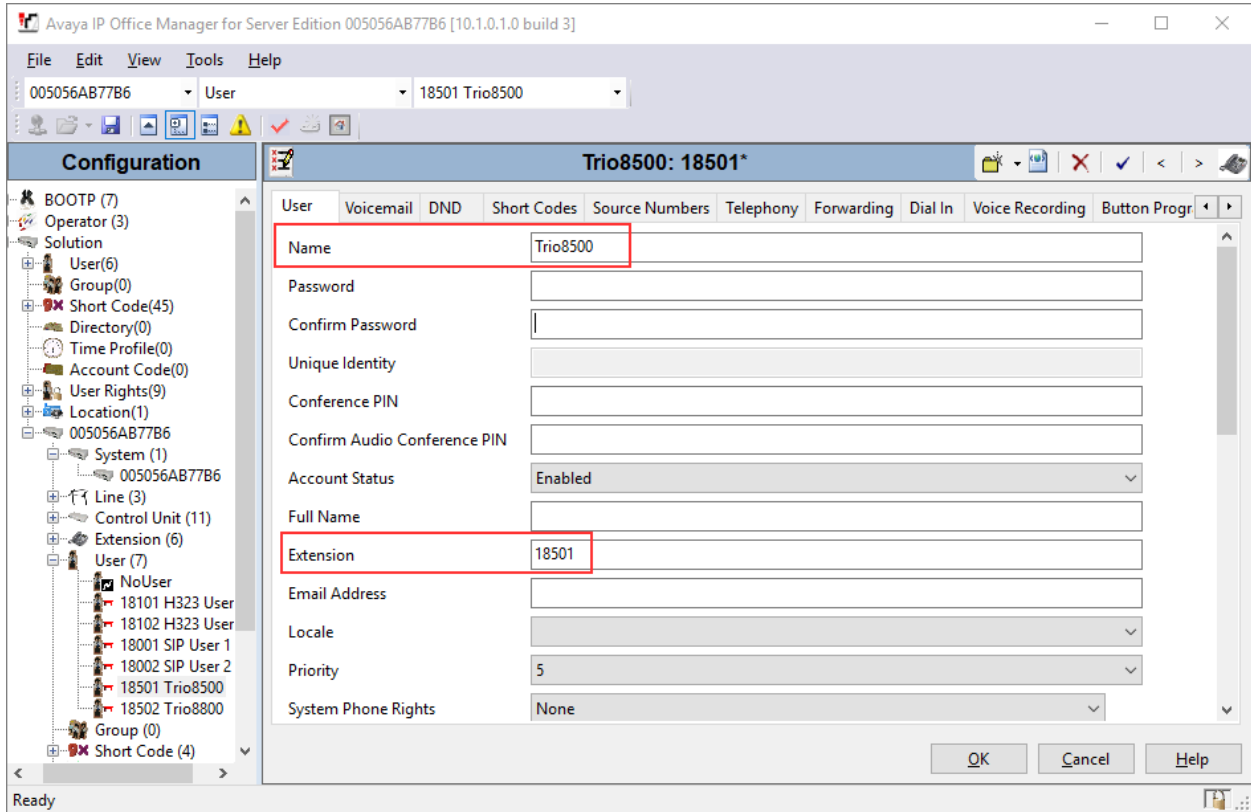 Avaya IP Office Manager for Server Edition 005056AB77B6 [10.1.0.1.0 build 3]
File Edit View Tools Help
005056AB77B6 User 18501 Trio8500
Configuration
Trio8500: 18501*
BOOTP (7)
Operator (3)
Solution
User(6)
Group(0)
Short Code(45)
Directory(0)
Time Profile(0)
Account Code(0)
User Rights(9)
Location(1)
005056AB77B6
System (1)
005056AB77B6
Line (3)
Control Unit (11)
Extension (6)
User (7)
NoUser
18101 H323 User
18102 H323 User
18001 SIP User 1
18002 SIP User 2
18501 Trio8500
18502 Trio8800
Group (0)
Short Code (4)
User Voicemail DND Short Codes Source Numbers Telephony Forwarding Dial In Voice Recording Button Progr
Name Trio8500
Password
Confirm Password
Unique Identity
Conference PIN
Confirm Audio Conference PIN
Account Status Enabled
Full Name
Extension 18501
Email Address
Locale
Priority 5
System Phone Rights None
OK Cancel Help
Ready